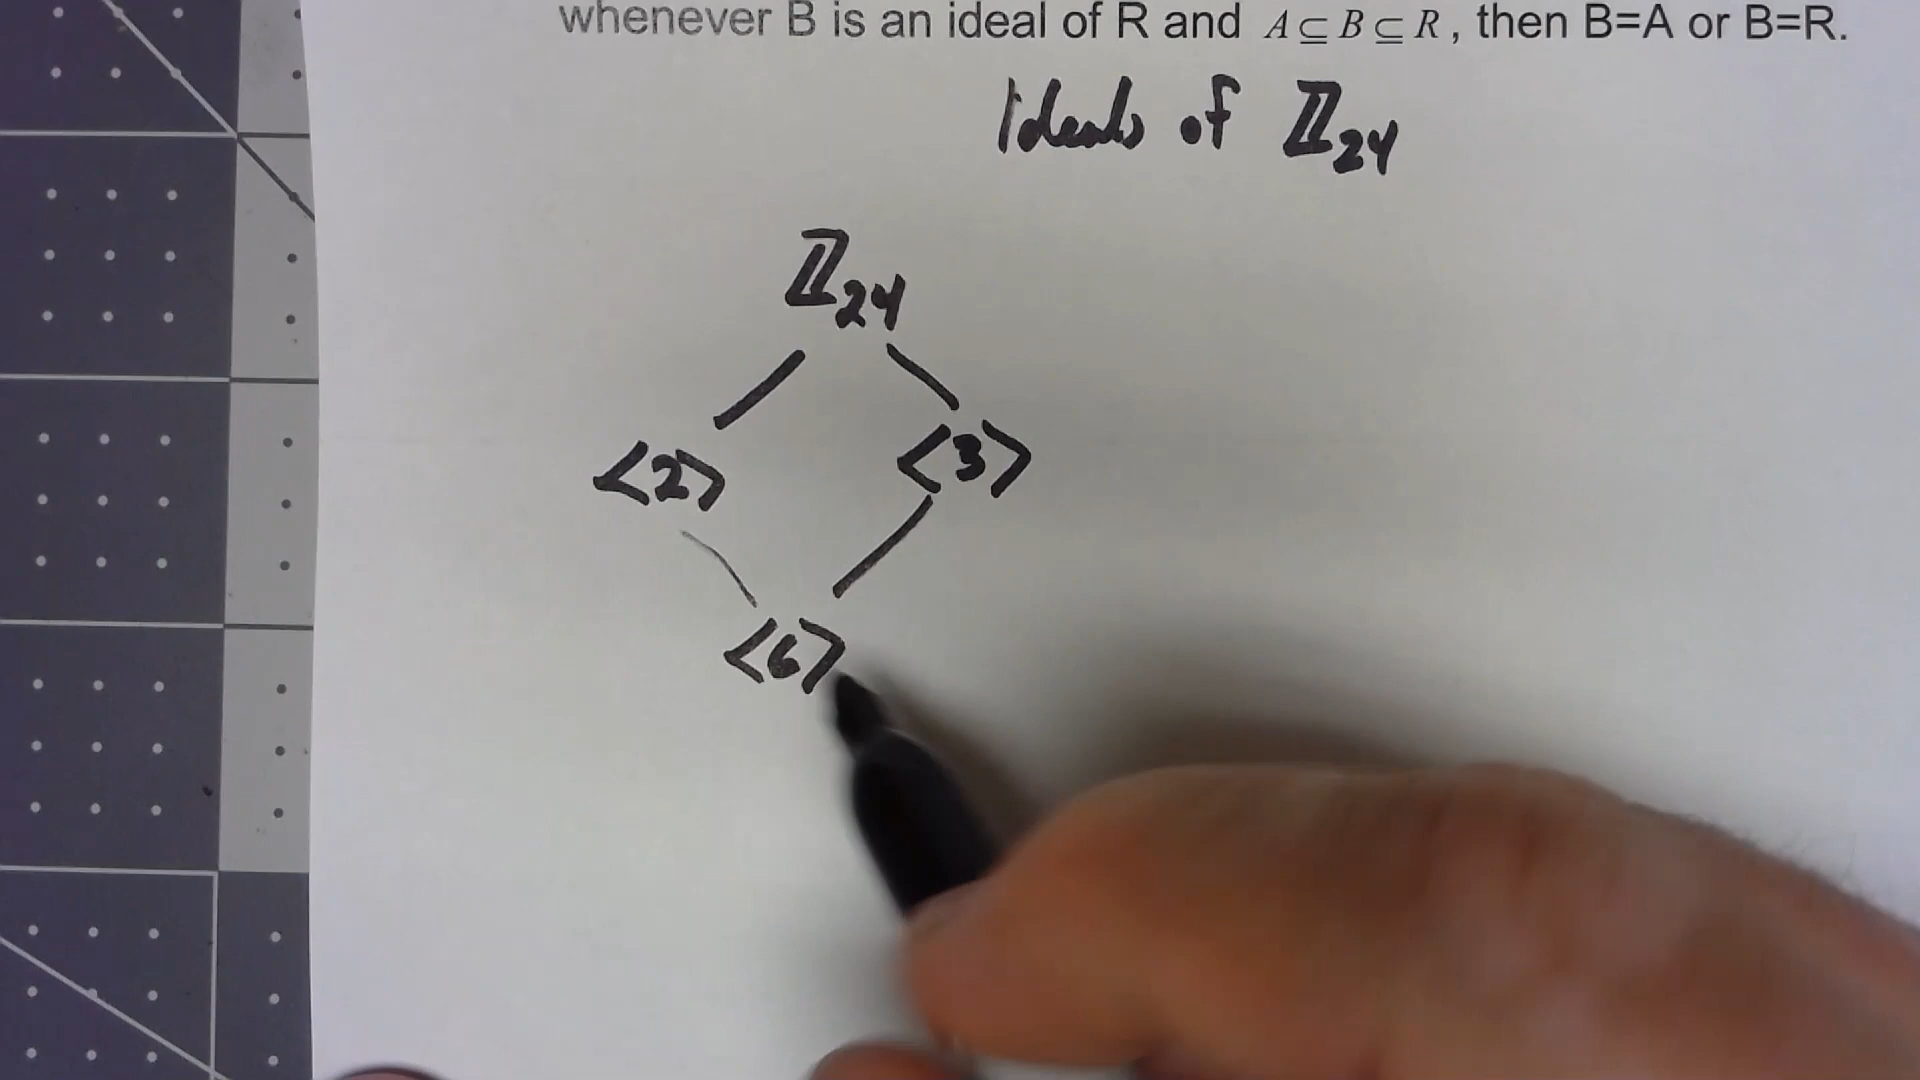 whenever B is an ideal of R and A ⊆ B ⊆ R, then B=A or B=R.
Ideals of ℤ₂₄
ℤ₂₄
<2> <3>
<6>